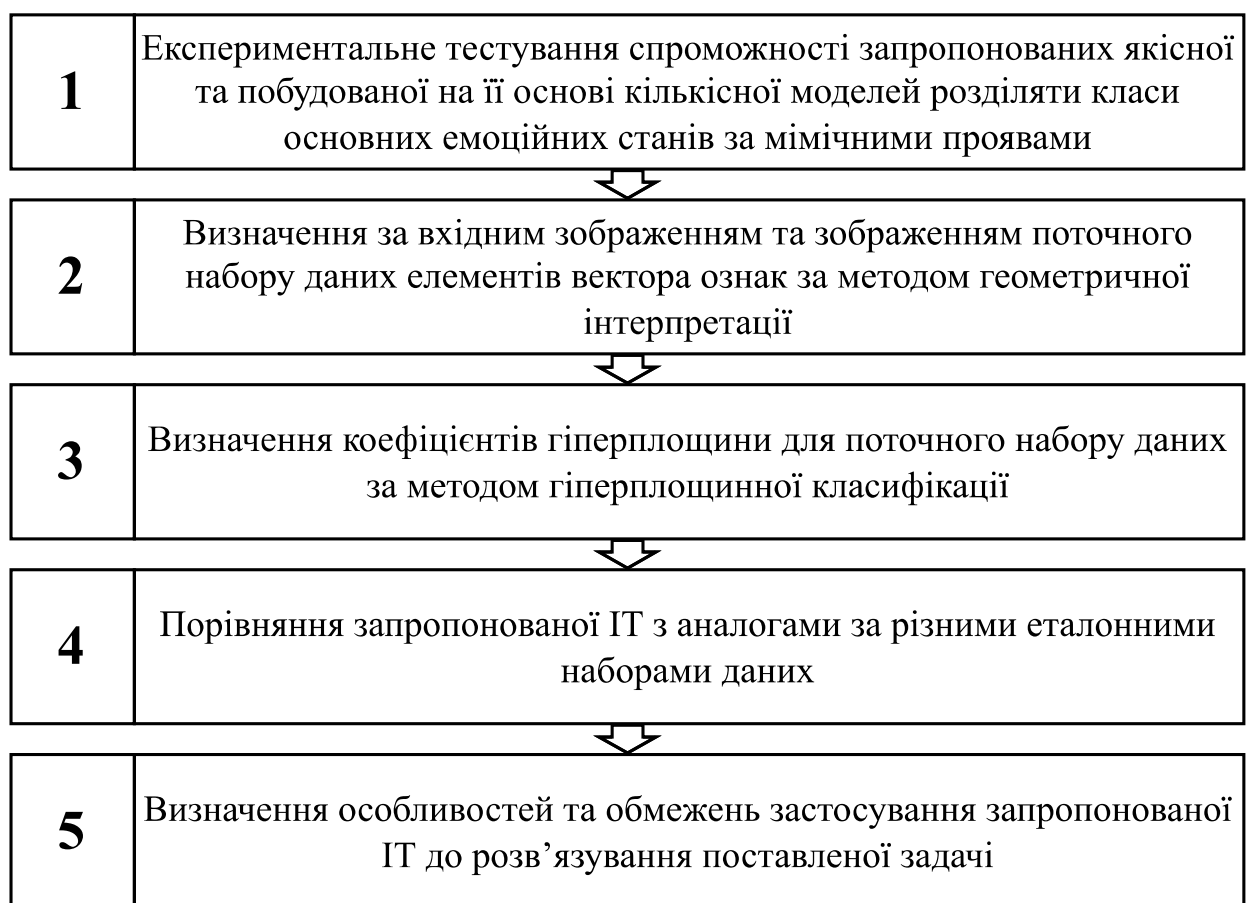 1
Експериментальне тестування спроможності запропонованих якісної
та побудованої на її основі кількісної моделей розділяти класи
основних емоційних станів за мімічними проявами
2
Визначення за вхідним зображенням та зображенням поточного
набору даних елементів вектора ознак за методом геометричної
інтерпретації
3
Визначення коефіцієнтів гіперплощини для поточного набору даних
за методом гіперплощинної класифікації
4
Порівняння запропонованої ІТ з аналогами за різними еталонними
наборами даних
5
Визначення особливостей та обмежень застосування запропонованої
ІТ до розв’язування поставленої задачі